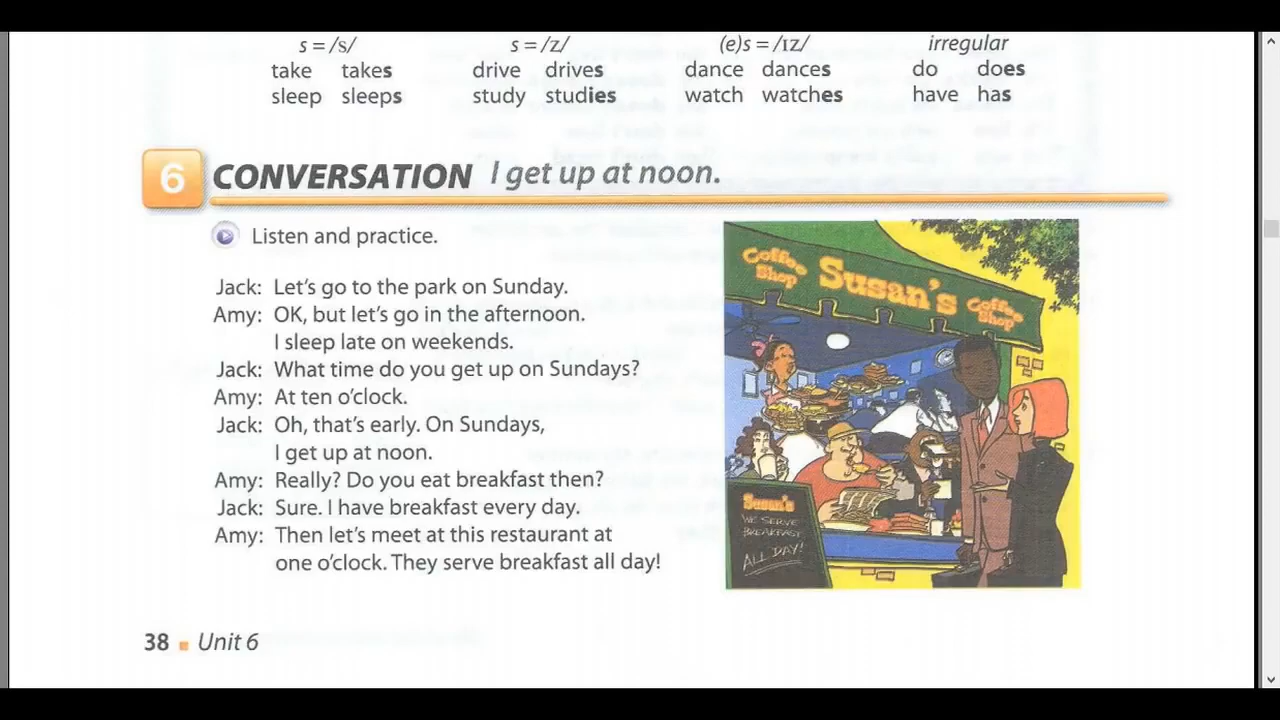 s = /s/ s = /z/ (e)s = /ɪz/ irregular
take takes drive drives dance dances do does
sleep sleeps study studies watch watches have has
6 CONVERSATION I get up at noon.
Listen and practice.
Jack: Let's go to the park on Sunday.
Amy: OK, but let's go in the afternoon.
I sleep late on weekends.
Jack: What time do you get up on Sundays?
Amy: At ten o'clock.
Jack: Oh, that's early. On Sundays,
I get up at noon.
Amy: Really? Do you eat breakfast then?
Jack: Sure. I have breakfast every day.
Amy: Then let's meet at this restaurant at
one o'clock. They serve breakfast all day!
Coffee Shop
Susan's
Coffee Shop
Susan's
WE SERVE
BREAKFAST
ALL DAY!
38 Unit 6